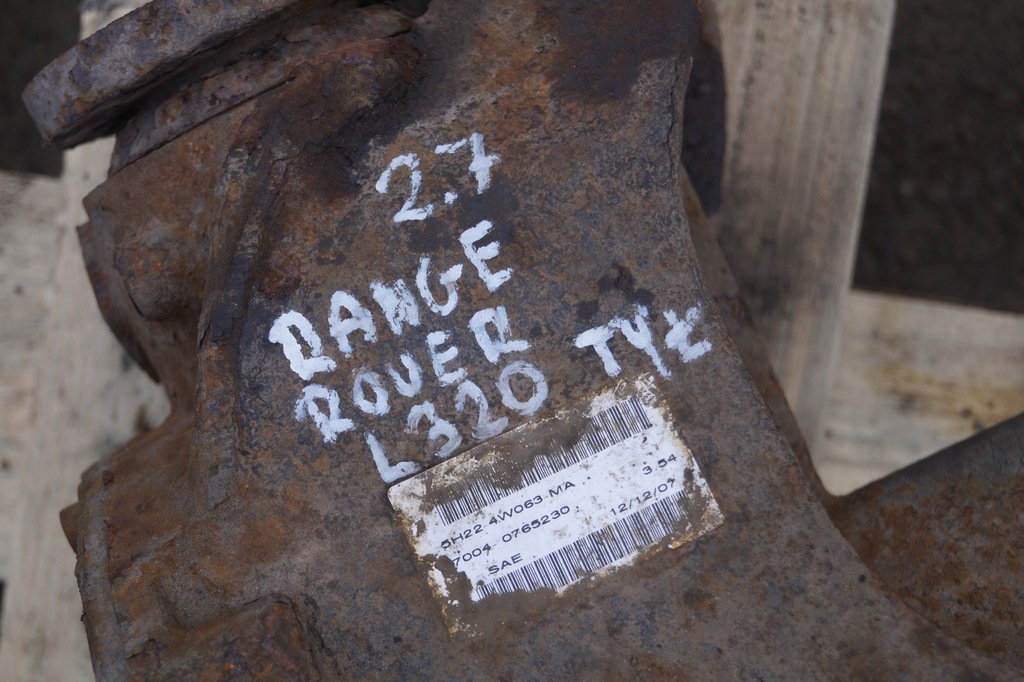 2.7
RANGE
ROVER
L320
TYŁ
5H22 4W063-MA
3.54
7004 0765230
12/12/07
SAE